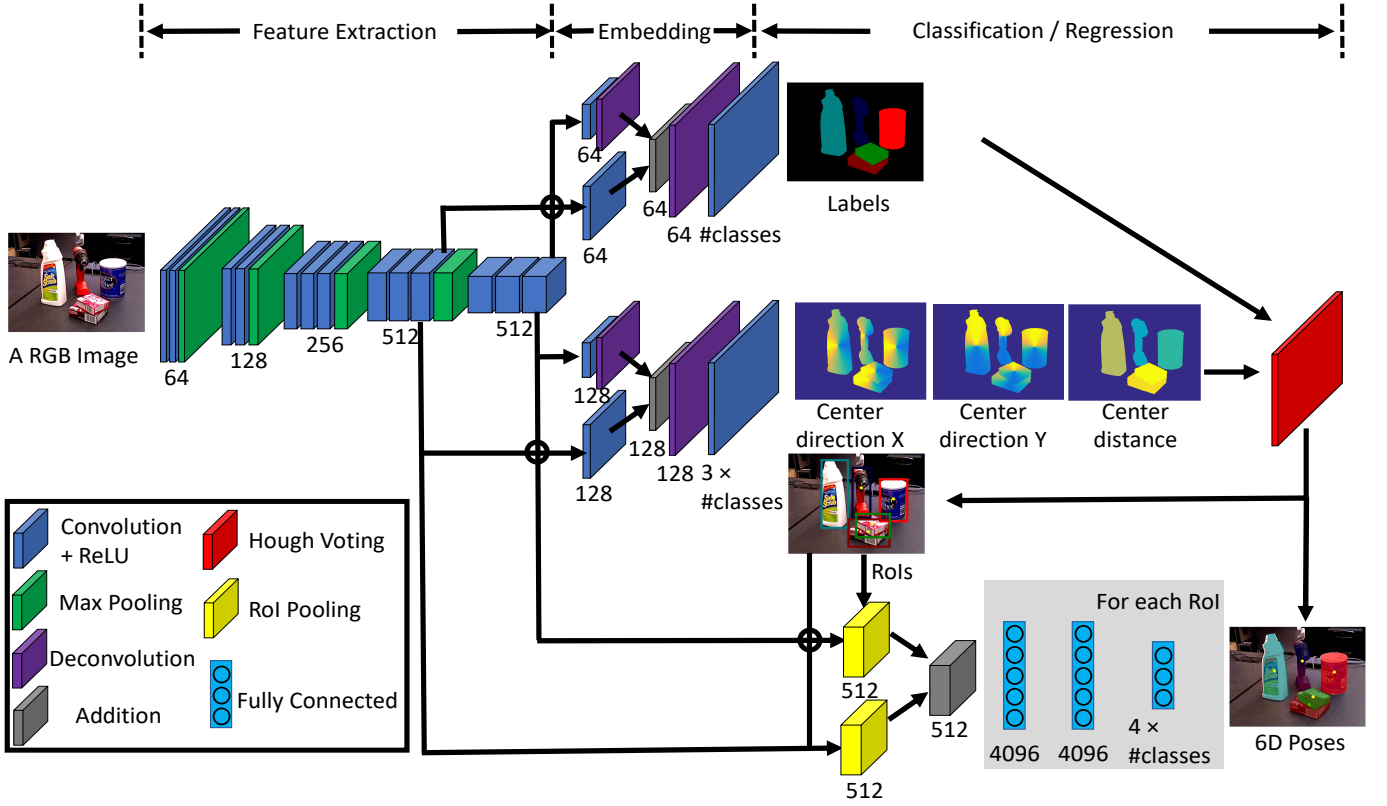 Feature Extraction
Embedding
Classification / Regression
64
64
64
64 #classes
Labels
A RGB Image
64
128
256
512
512
128
128
128
128
3 ×
#classes
Center
direction X
Center
direction Y
Center
distance
RoIs
512
512
512
For each RoI
4096
4096
4 ×
#classes
6D Poses
Convolution
+ ReLU
Hough Voting
Max Pooling
RoI Pooling
Deconvolution
Fully Connected
Addition